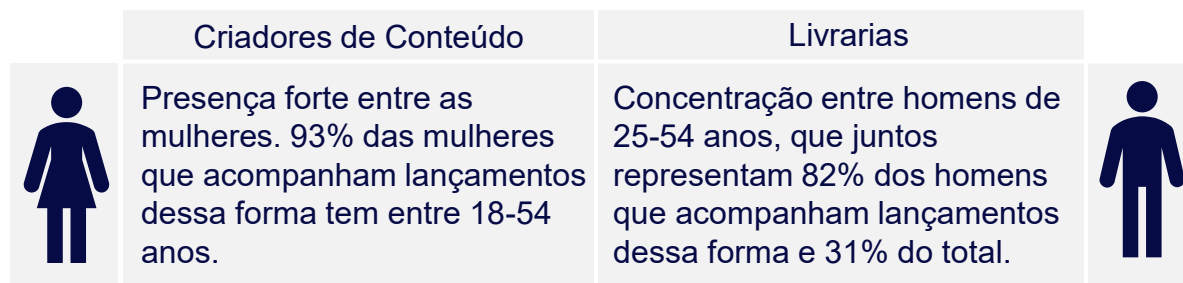 Criadores de Conteúdo
Livrarias
Presença forte entre as
mulheres. 93% das mulheres
que acompanham lançamentos
dessa forma tem entre 18-54
anos.
Concentração entre homens de
25-54 anos, que juntos
representam 82% dos homens
que acompanham lançamentos
dessa forma e 31% do total.